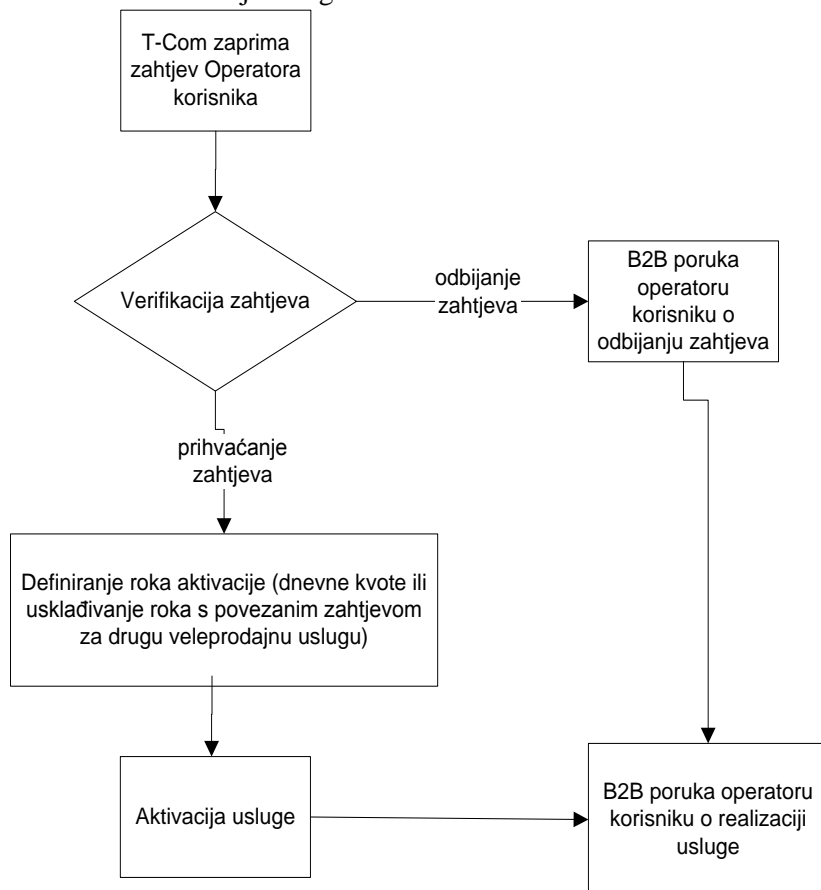 T-Com zaprima
zahtjev Operatora
korisnika
Verifikacija zahtjeva
odbijanje
zahtjeva
B2B poruka
operatoru
korisniku o
odbijanju zahtjeva
prihvaćanje
zahtjeva
Definiranje roka aktivacije (dnevne kvote ili
usklađivanje roka s povezanim zahtjevom
za drugu veleprodajnu uslugu)
Aktivacija usluge
B2B poruka operatoru
korisniku o realizaciji
usluge